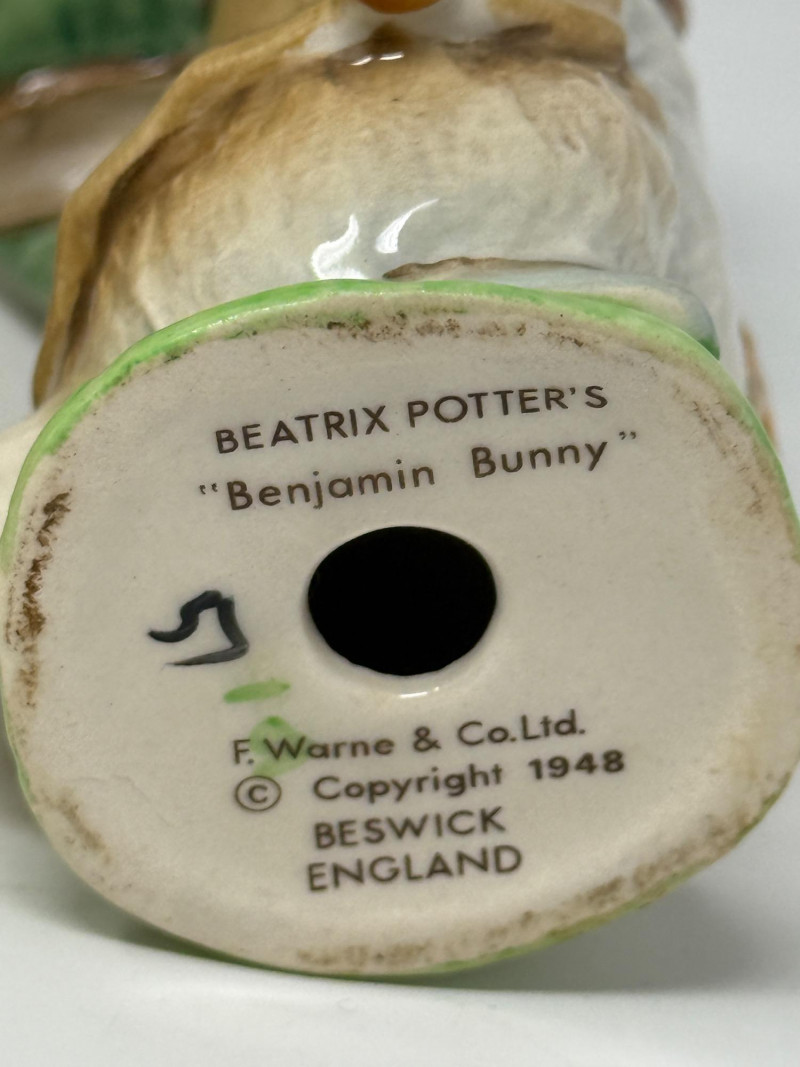 BEATRIX POTTER'S
"Benjamin Bunny"
F. Warne & Co.Ltd.
© Copyright 1948
BESWICK
ENGLAND